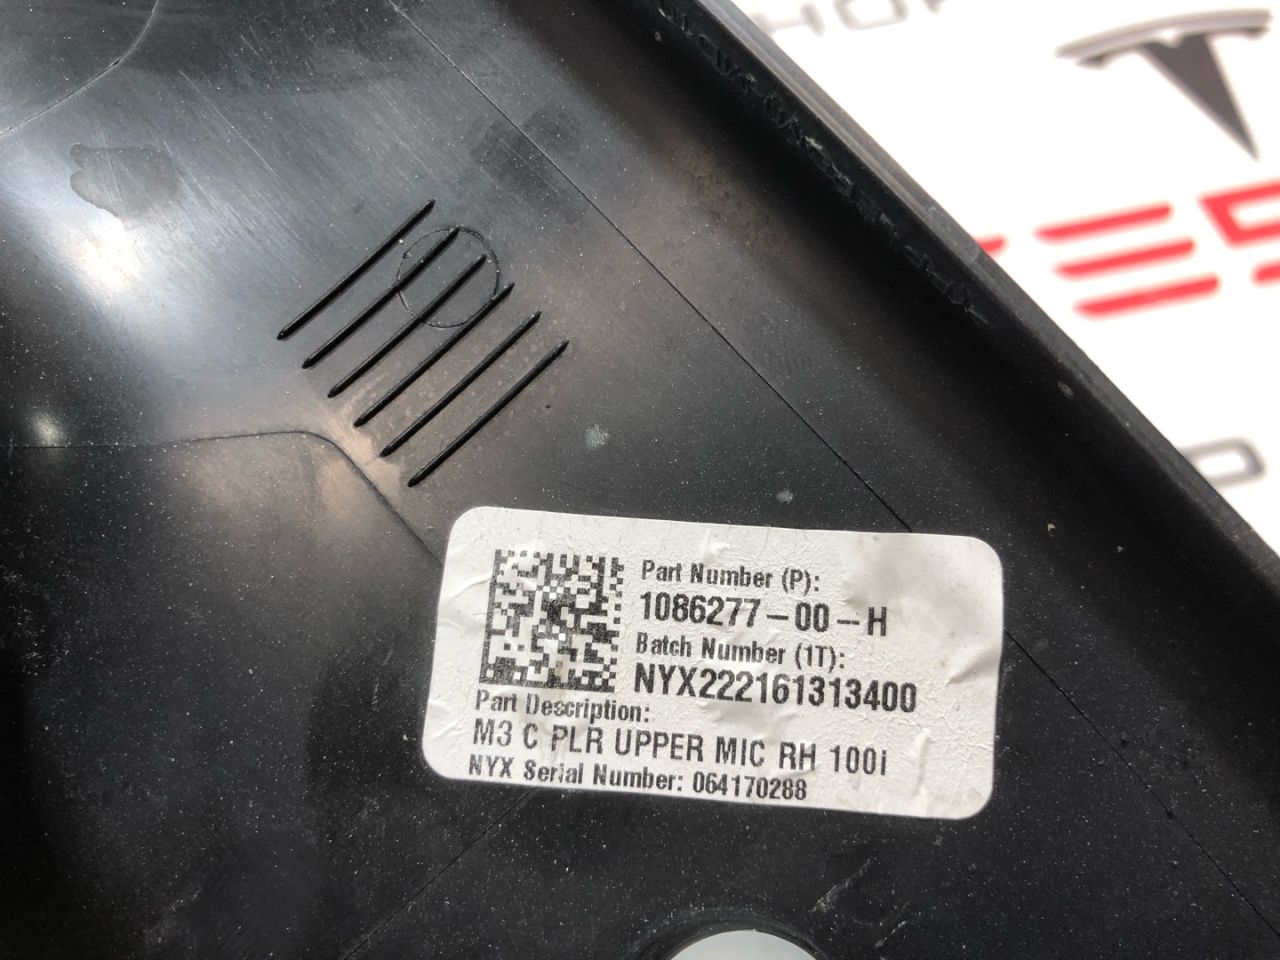 Part Number (P):
1086277-00-H
Batch Number (1T):
NYX222161313400
Part Description:
M3 C PLR UPPER MIC RH 100i
NYX Serial Number: 064170288